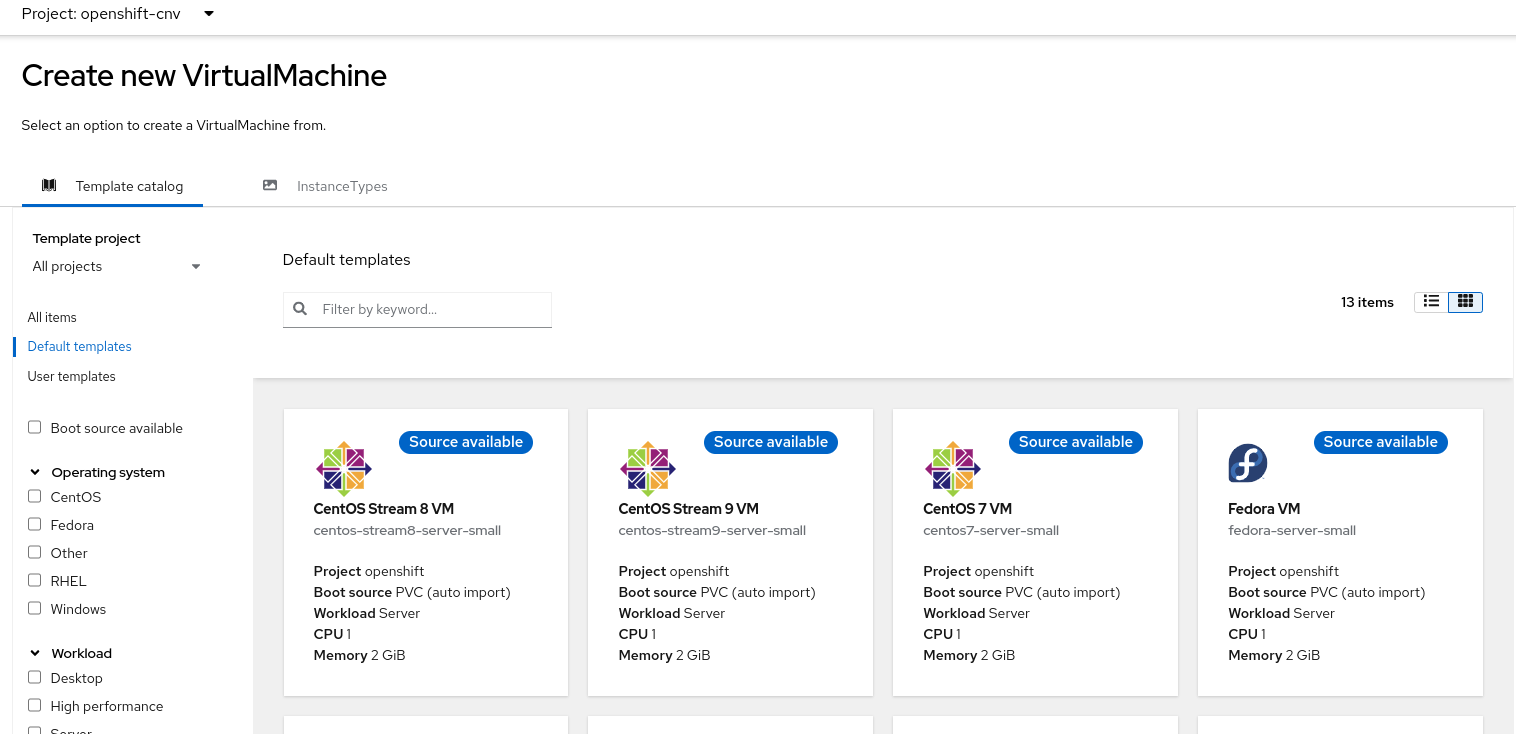 Project: openshift-cnv
Create new VirtualMachine
Select an option to create a VirtualMachine from.
Template catalog
InstanceTypes
Template project
All projects
All items
Default templates
User templates
Boot source available
Operating system
CentOS
Fedora
Other
RHEL
Windows
Workload
Desktop
High performance
Server
Default templates
Filter by keyword...
13 items
Source available
CentOS Stream 8 VM
centos-stream8-server-small
Project openshift
Boot source PVC (auto import)
Workload Server
CPU 1
Memory 2 GiB
Source available
CentOS Stream 9 VM
centos-stream9-server-small
Project openshift
Boot source PVC (auto import)
Workload Server
CPU 1
Memory 2 GiB
Source available
CentOS 7 VM
centos7-server-small
Project openshift
Boot source PVC (auto import)
Workload Server
CPU 1
Memory 2 GiB
Source available
Fedora VM
fedora-server-small
Project openshift
Boot source PVC (auto import)
Workload Server
CPU 1
Memory 2 GiB